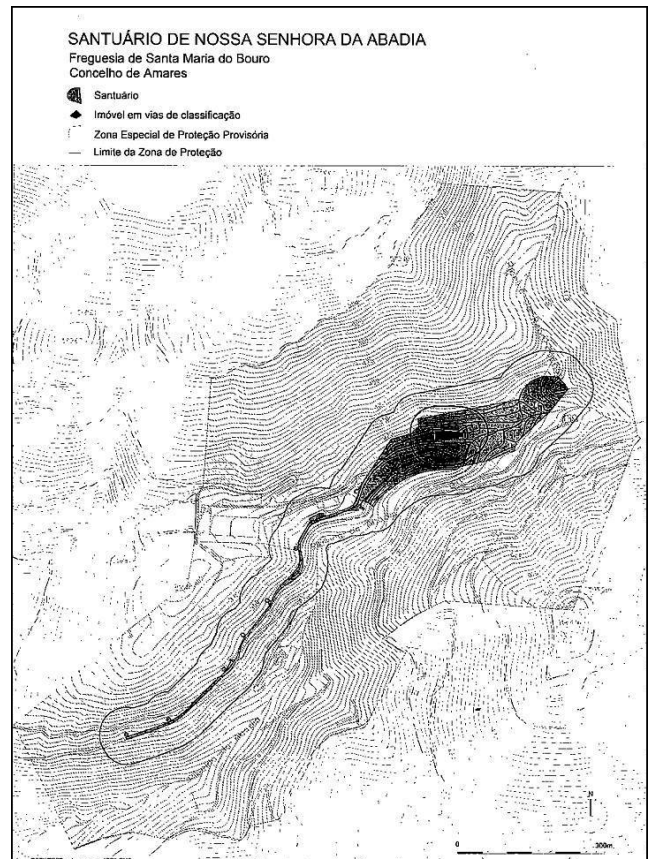 SANTUÁRIO DE NOSSA SENHORA DA ABADIA
Freguesia de Santa Maria do Bouro
Concelho de Amares
Santuário
Imóvel em vias de classificação
Zona Especial de Proteção Provisória
Limite da Zona de Proteção
N
0 300m